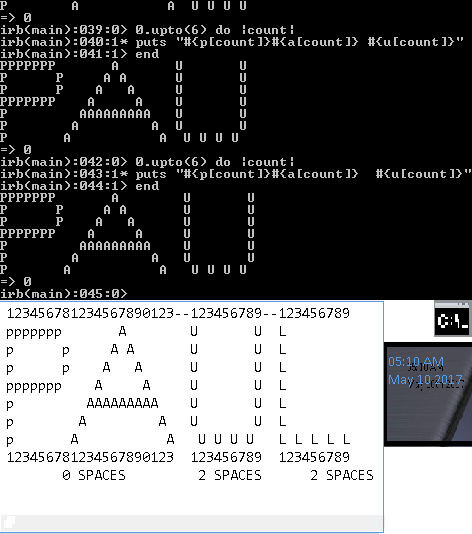 P        A           A  U U U U
=> 0
irb(main):039:0> 0.upto(6) do |count|
irb(main):040:1* puts "#{p[count]}#{a[count]} #{u[count]}"
irb(main):041:1> end
PPPPPPP       A       U       U
P      P     A A      U       U
P      P    A   A     U       U
PPPPPPP    A     A    U       U
P         AAAAAAAAA   U       U
P        A         A  U       U
P       A           A  U U U U
=> 0
irb(main):042:0> 0.upto(6) do |count|
irb(main):043:1* puts "#{p[count]}#{a[count]}  #{u[count]}"
irb(main):044:1> end
PPPPPPP       A        U       U
P      P     A A       U       U
P      P    A   A      U       U
PPPPPPP    A     A     U       U
P         AAAAAAAAA    U       U
P        A         A   U       U
P       A           A   U U U U
=> 0
irb(main):045:0>
123456781234567890123--123456789--123456789
ppppppp       A        U       U  L
p      p     A A       U       U  L
p      p    A   A      U       U  L
ppppppp    A     A     U       U  L
p         AAAAAAAAA    U       U  L
p        A         A   U       U  L
p       A           A   U U U U   L L L L L
123456781234567890123  123456789  123456789
0 SPACES         2 SPACES      2 SPACES
C:\_
05:10 AM
May 10 2017